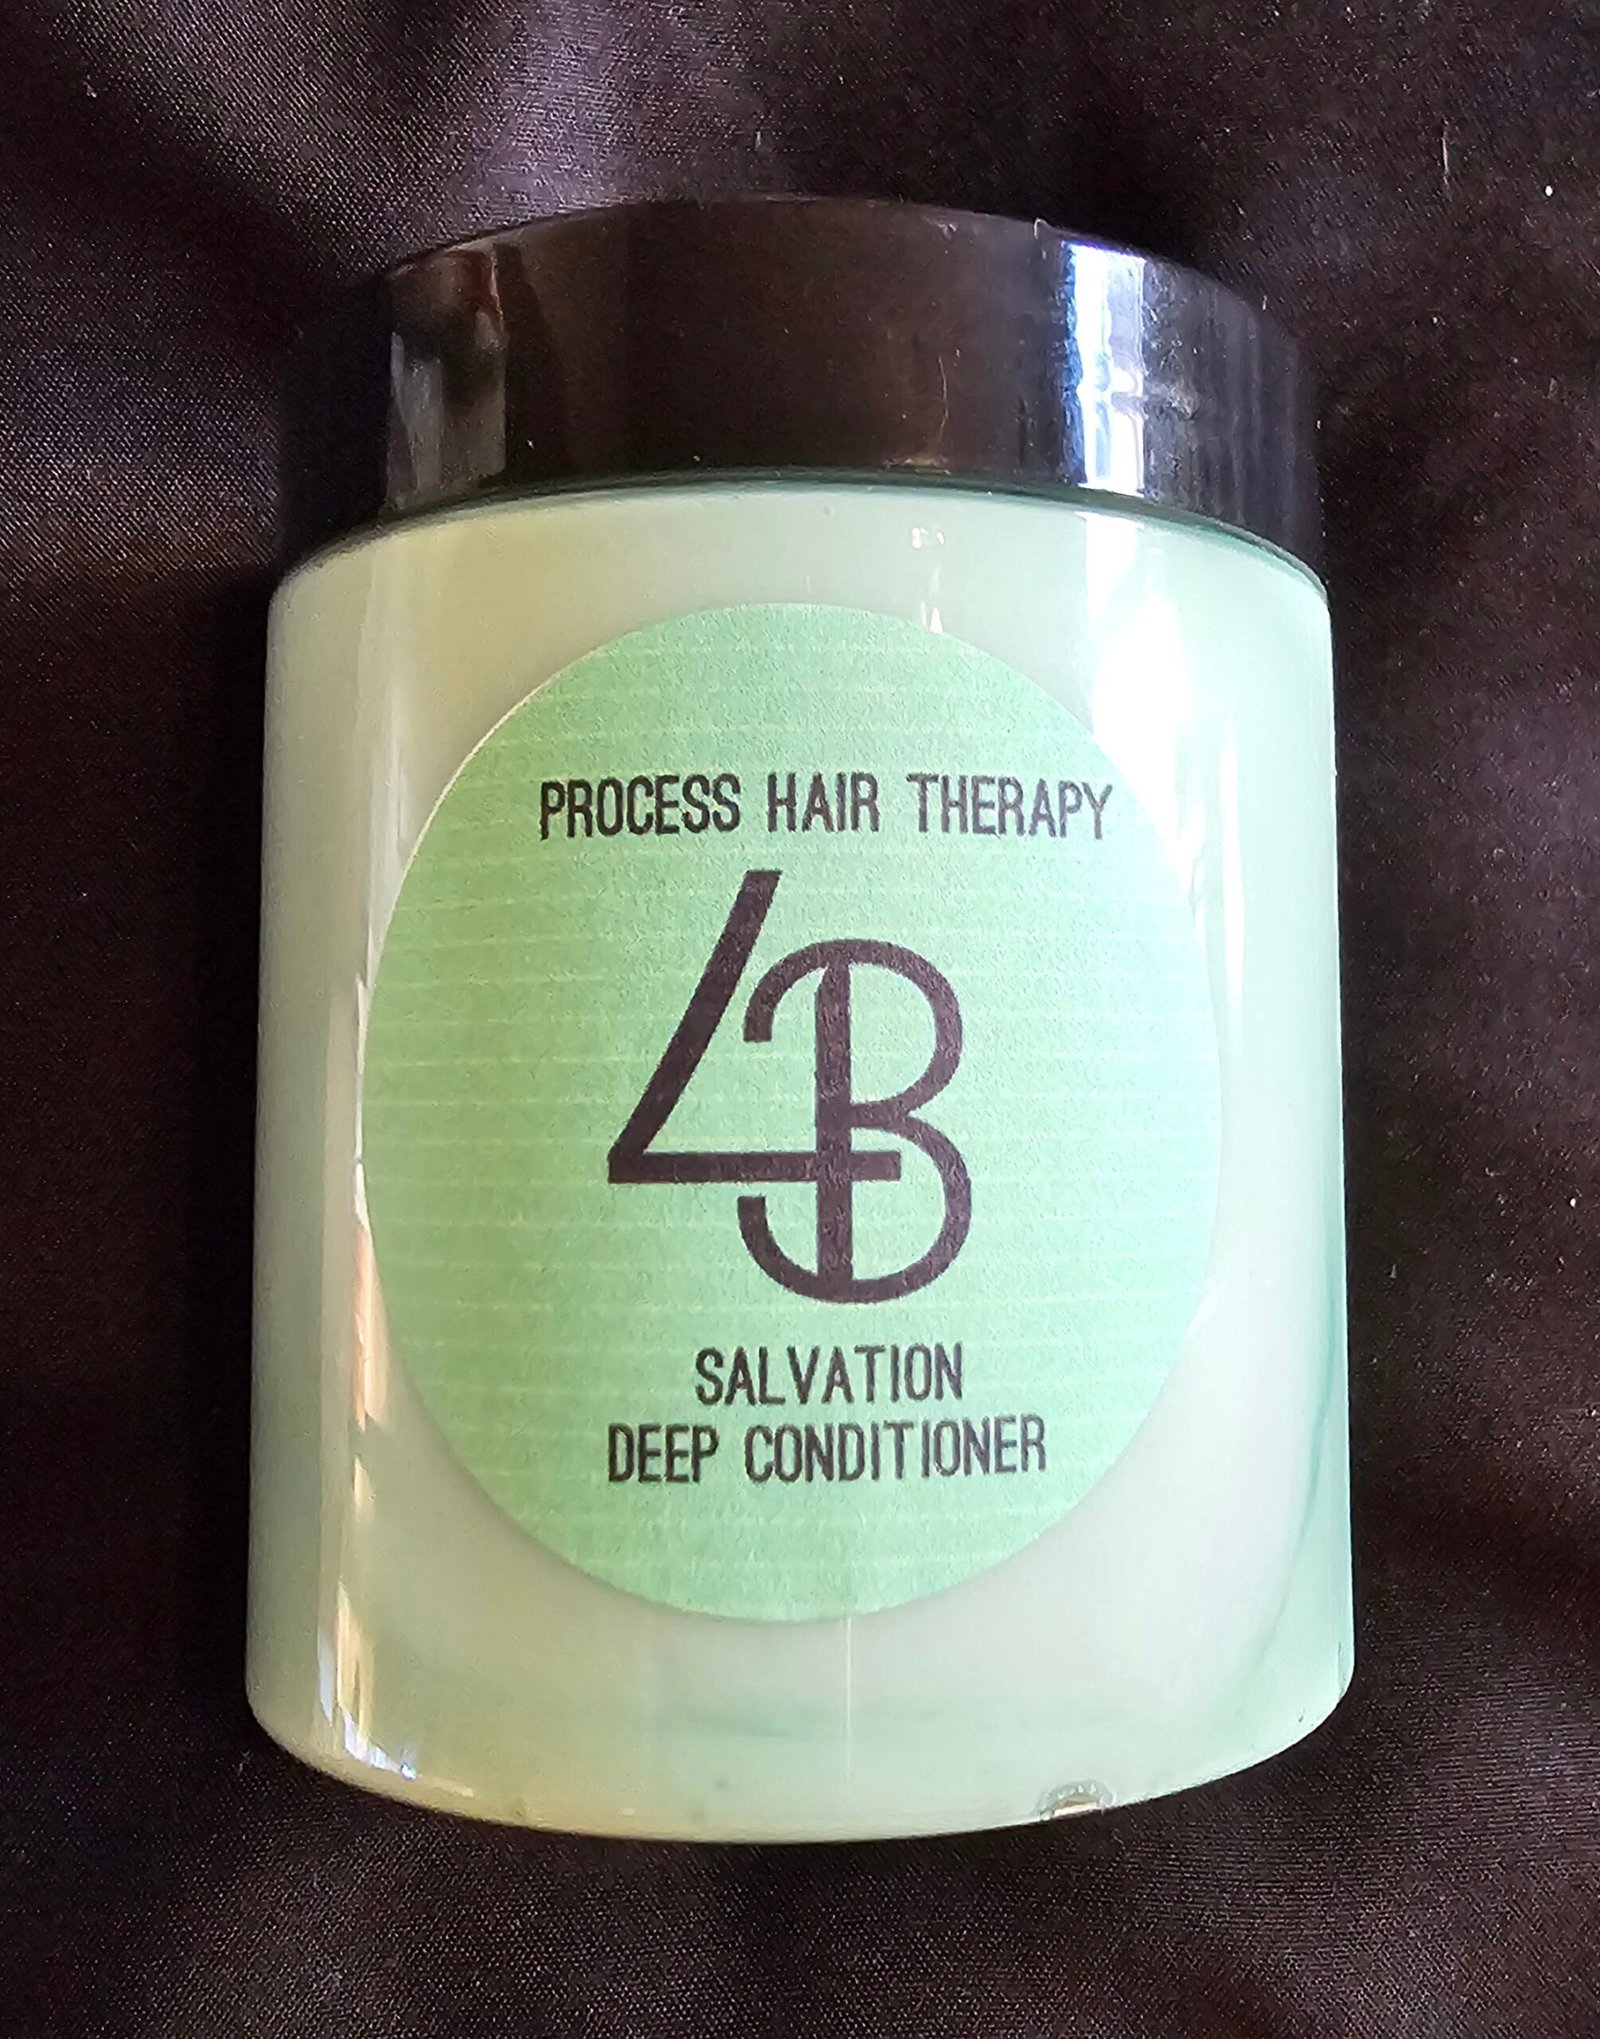 PROCESS HAIR THERAPY
4B
SALVATION
DEEP CONDITIONER